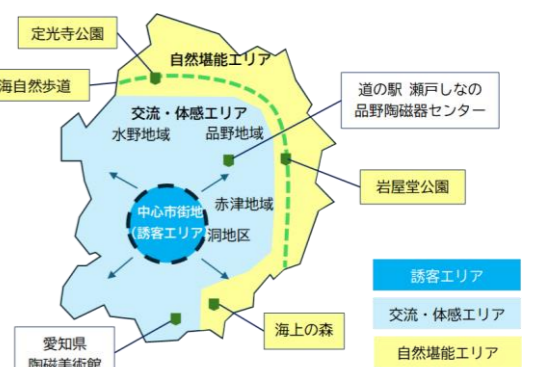 定光寺公園
自然堪能エリア
海自然歩道
道の駅 瀬戸しなの
品野陶磁器センター
交流・体感エリア
水野地域
品野地域
岩屋堂公園
赤津地域
中心市街地
(誘客エリア)
洞地区
誘客エリア
海上の森
交流・体感エリア
愛知県
陶磁美術館
自然堪能エリア